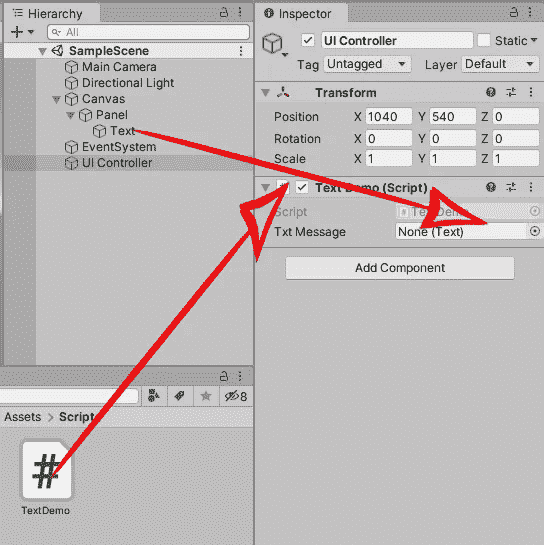 Hierarchy
All
SampleScene
Main Camera
Directional Light
Canvas
Panel
Text
EventSystem
UI Controller
Inspector
UI Controller
Static
Tag Untagged Layer Default
Transform
Position X 1040 Y 540 Z 0
Rotation X 0 Y 0 Z 0
Scale X 1 Y 1 Z 1
Text Demo (Script)
Script TextDemo
Txt Message None (Text)
Add Component
8
Assets > Script
#
TextDemo